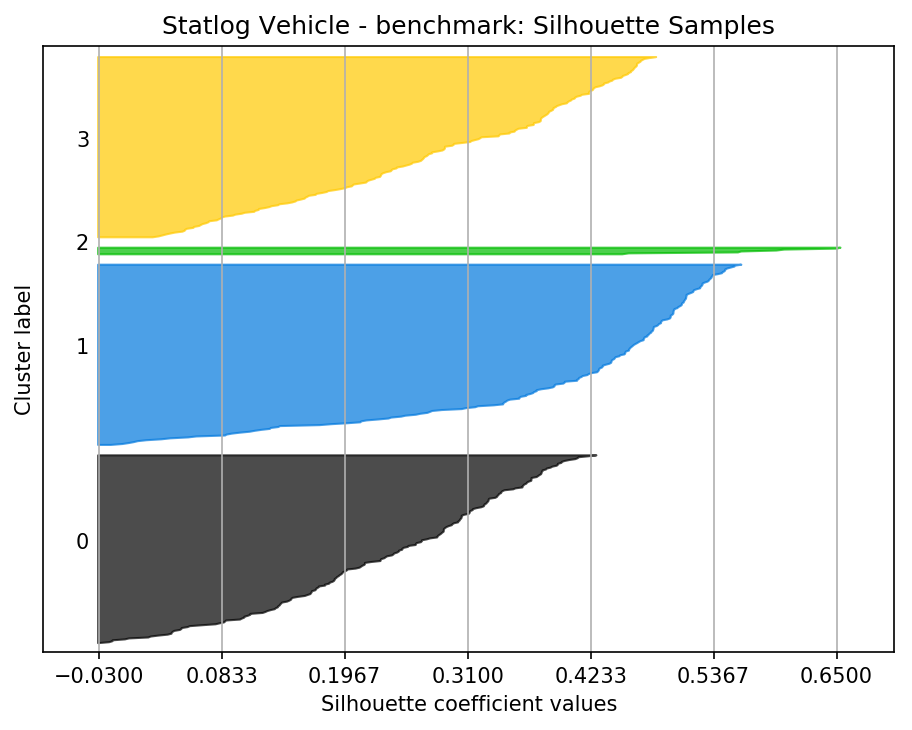 Statlog Vehicle - benchmark: Silhouette Samples
3
2
1
0
Cluster label
−0.0300 0.0833 0.1967 0.3100 0.4233 0.5367 0.6500
Silhouette coefficient values